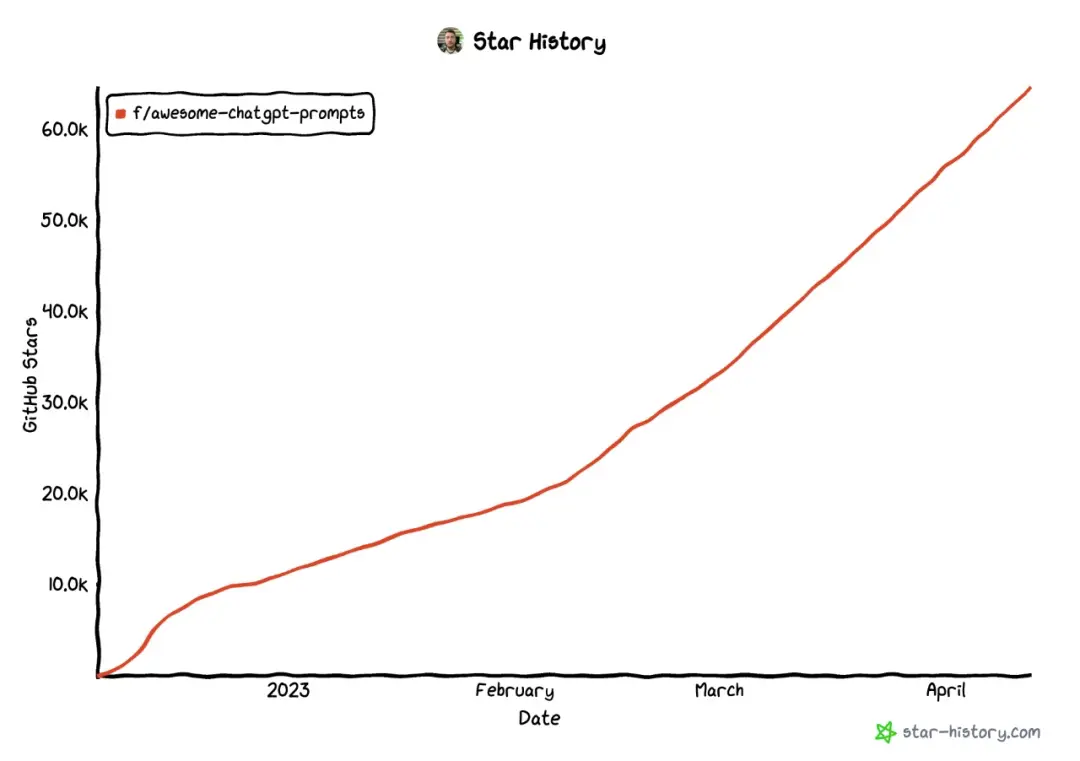 Star History
f/awesome-chatgpt-prompts
60.0k
50.0k
40.0k
30.0k
20.0k
10.0k
GitHub Stars
2023 February March April
Date
star-history.com